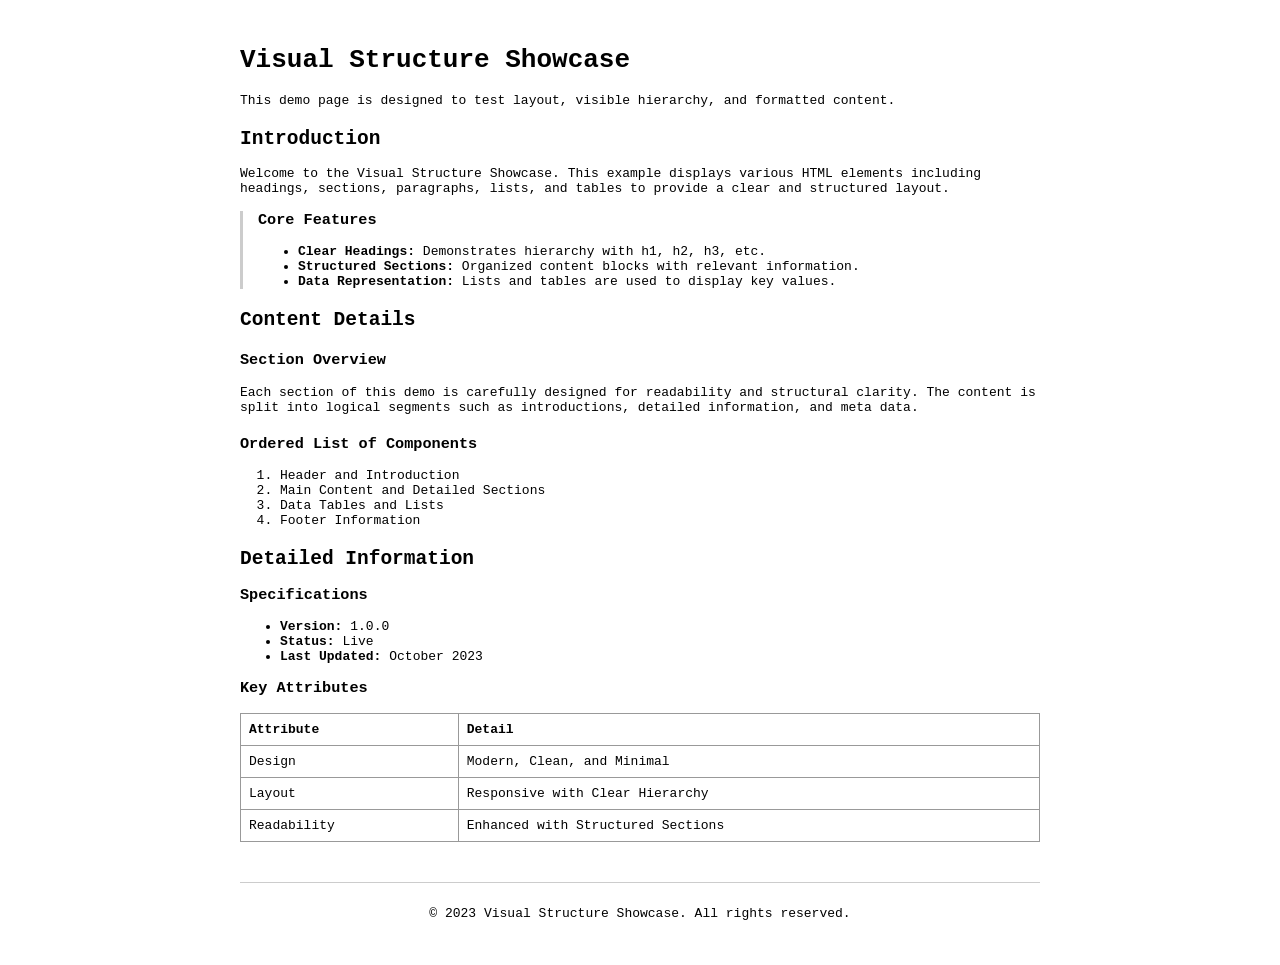 Visual Structure Showcase
This demo page is designed to test layout, visible hierarchy, and formatted content.
Introduction
Welcome to the Visual Structure Showcase. This example displays various HTML elements including
headings, sections, paragraphs, lists, and tables to provide a clear and structured layout.
Core Features
• Clear Headings: Demonstrates hierarchy with h1, h2, h3, etc.
• Structured Sections: Organized content blocks with relevant information.
• Data Representation: Lists and tables are used to display key values.
Content Details
Section Overview
Each section of this demo is carefully designed for readability and structural clarity. The content is
split into logical segments such as introductions, detailed information, and meta data.
Ordered List of Components
1. Header and Introduction
2. Main Content and Detailed Sections
3. Data Tables and Lists
4. Footer Information
Detailed Information
Specifications
• Version: 1.0.0
• Status: Live
• Last Updated: October 2023
Key Attributes
Attribute Detail
Design Modern, Clean, and Minimal
Layout Responsive with Clear Hierarchy
Readability Enhanced with Structured Sections
© 2023 Visual Structure Showcase. All rights reserved.